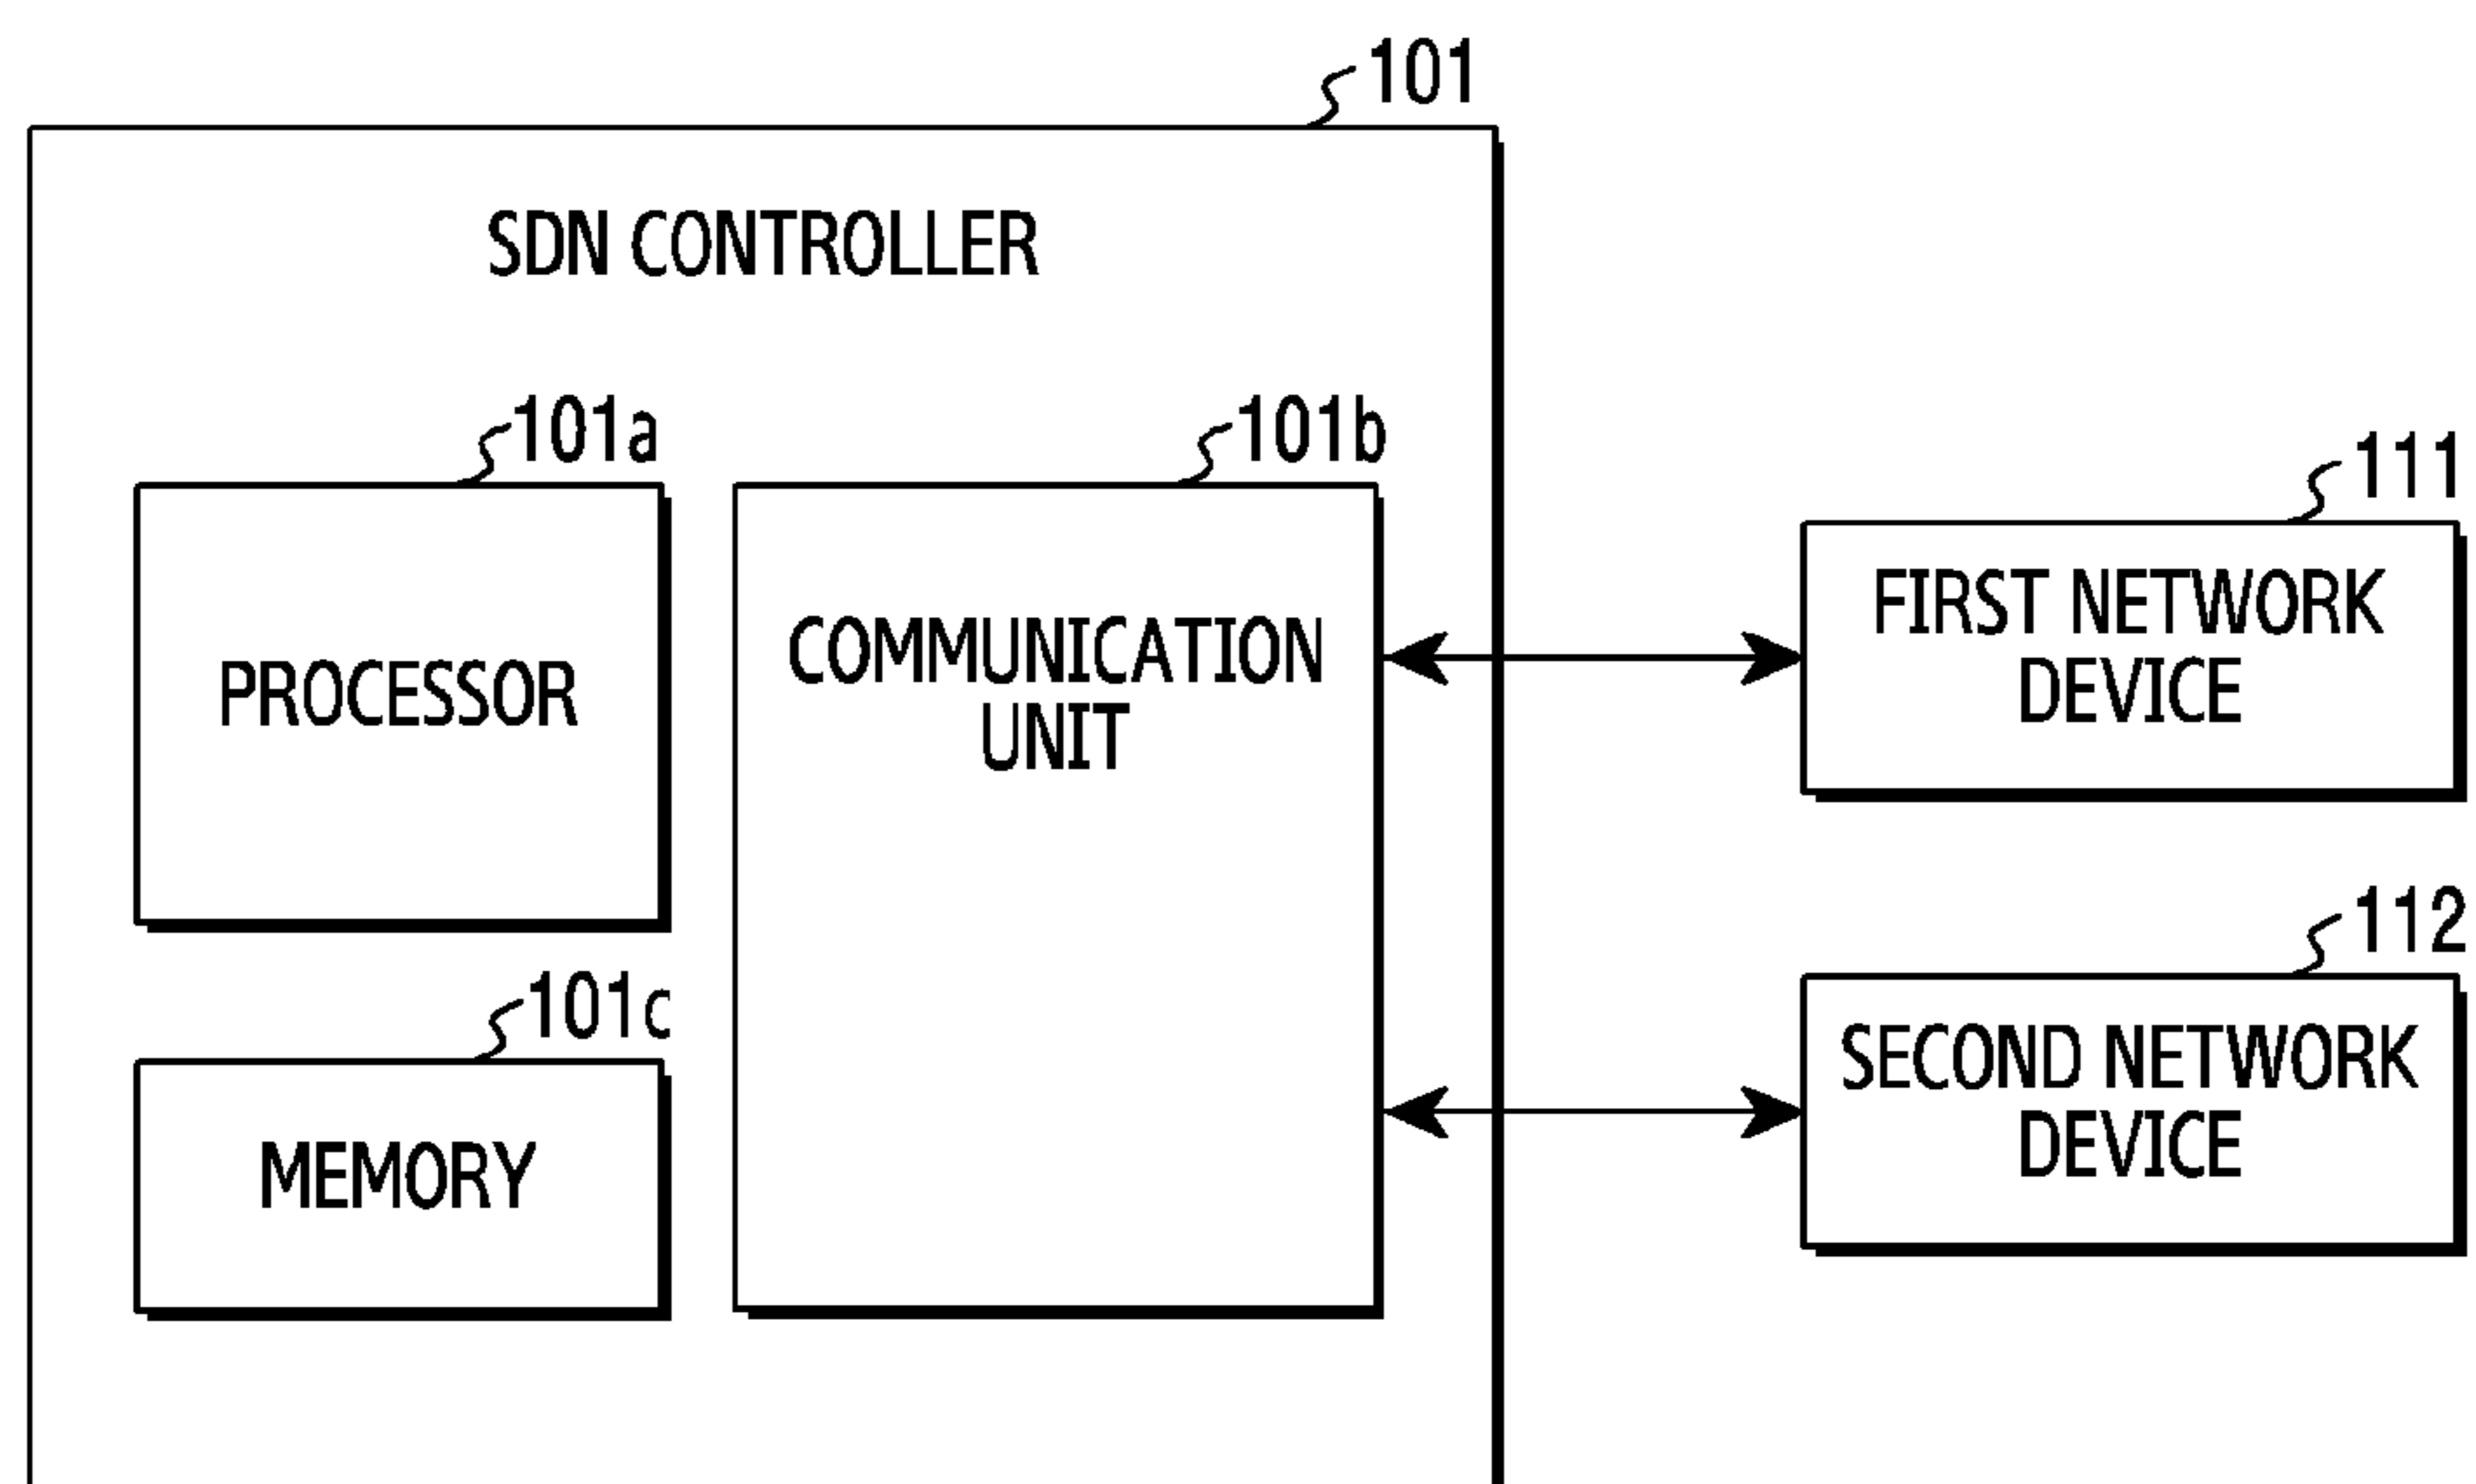 101
SDN CONTROLLER
101a
101b
PROCESSOR
COMMUNICATION
UNIT
101c
MEMORY
111
FIRST NETWORK
DEVICE
112
SECOND NETWORK
DEVICE